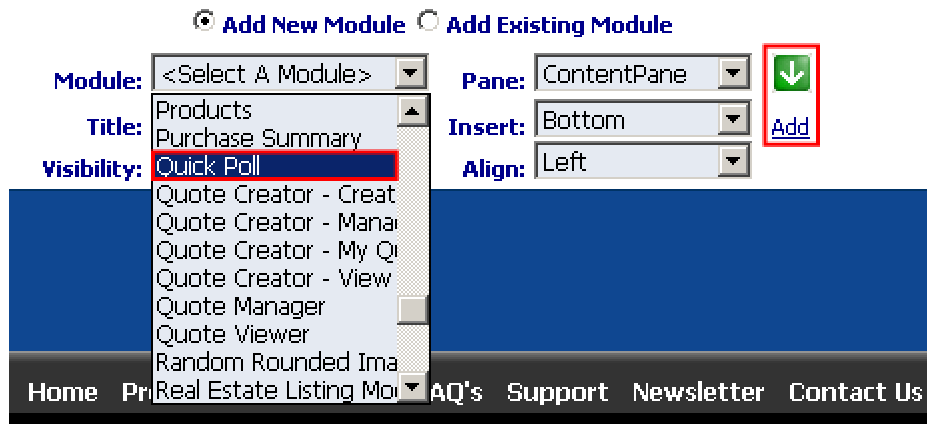 Add New Module Add Existing Module
Module: <Select A Module> Pane: ContentPane
Title: Insert: Bottom Add
Visibility: Align: Left
Products
Purchase Summary
Quick Poll
Quote Creator - Creat
Quote Creator - Mana
Quote Creator - My Q
Quote Creator - View
Quote Manager
Quote Viewer
Random Rounded Ima
Real Estate Listing Mo
Home Pr AQ's Support Newsletter Contact Us